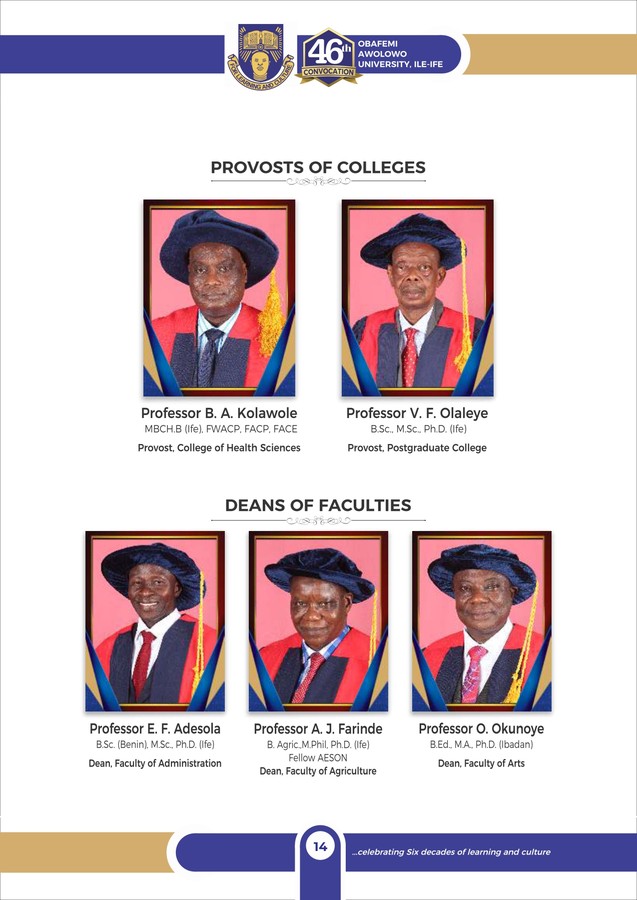 FOR LEARNING AND CULTURE
46th
CONVOCATION
OBAFEMI
AWOLOWO
UNIVERSITY, ILE-IFE
PROVOSTS OF COLLEGES
Professor B. A. Kolawole
MBCH.B (Ife), FWACP, FACP, FACE
Provost, College of Health Sciences
Professor V. F. Olaleye
B.Sc., M.Sc., Ph.D. (Ife)
Provost, Postgraduate College
DEANS OF FACULTIES
Professor E. F. Adesola
B.Sc. (Benin), M.Sc., Ph.D. (Ife)
Dean, Faculty of Administration
Professor A. J. Farinde
B. Agric.,M.Phil, Ph.D. (Ife)
Fellow AESON
Dean, Faculty of Agriculture
Professor O. Okunoye
B.Ed., M.A., Ph.D. (Ibadan)
Dean, Faculty of Arts
14
...celebrating Six decades of learning and culture